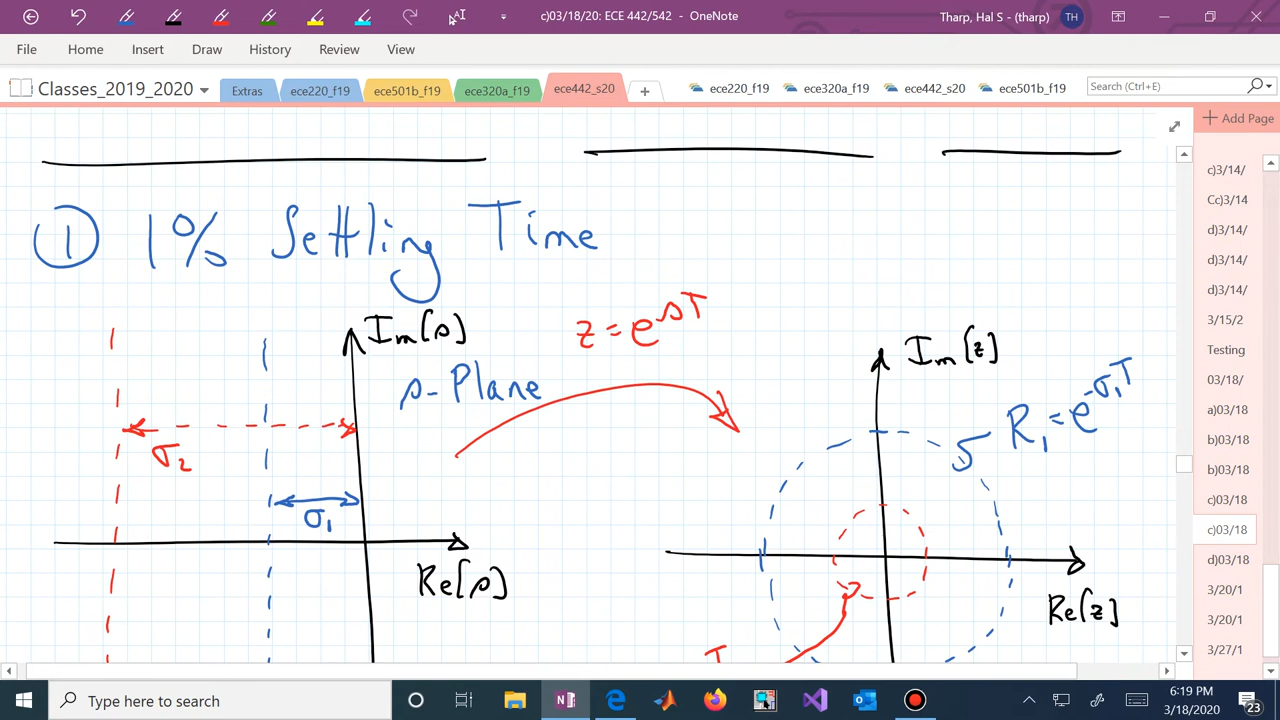 c)03/18/20: ECE 442/542 - OneNote
Tharp, Hal S - (tharp)
TH
File Home Insert Draw History Review View
Classes_2019_2020
Extras ece220_f19 ece501b_f19 ece320a_f19 ece442_s20
ece220_f19 ece320a_f19 ece442_s20 ece501b_f19
Search (Ctrl+E)
Add Page
① 1% Settling Time
Im[s]
s-Plane
z = e^sT
Im[z]
R₁ = e^-σ₁T
σ₂
σ₁
Re[s]
Re[z]
c)3/14/
Cc)3/14
d)3/14/
d)3/14/
d)3/14/
3/15/2
Testing
03/18/
a)03/18
b)03/18
b)03/18
c)03/18
c)03/18
d)03/18
3/20/1
3/20/1
3/27/1
Type here to search
6:19 PM
3/18/2020
23